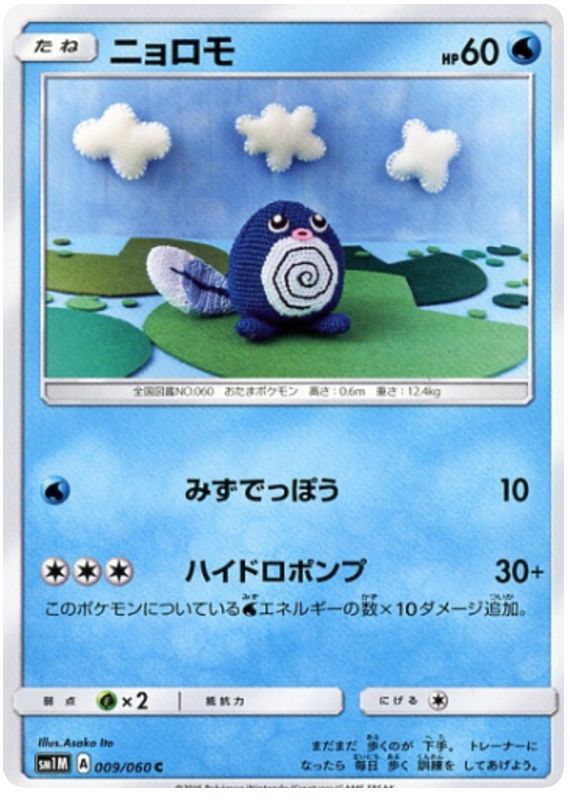 たね ニョロモ HP60
全国図鑑NO.060 おたまポケモン 高さ:0.6m 重さ:12.4kg
みずでっぽう 10
ハイドロポンプ 30+
このポケモンについているエネルギーの数×10ダメージ追加。
弱点 ×2 抵抗力 にげる
Illus.Asako Ito
SM1M A 009/060 C
まだまだ 歩くのが 下手。 トレーナーに
なったら 毎日 歩く 訓練を してあげよう。